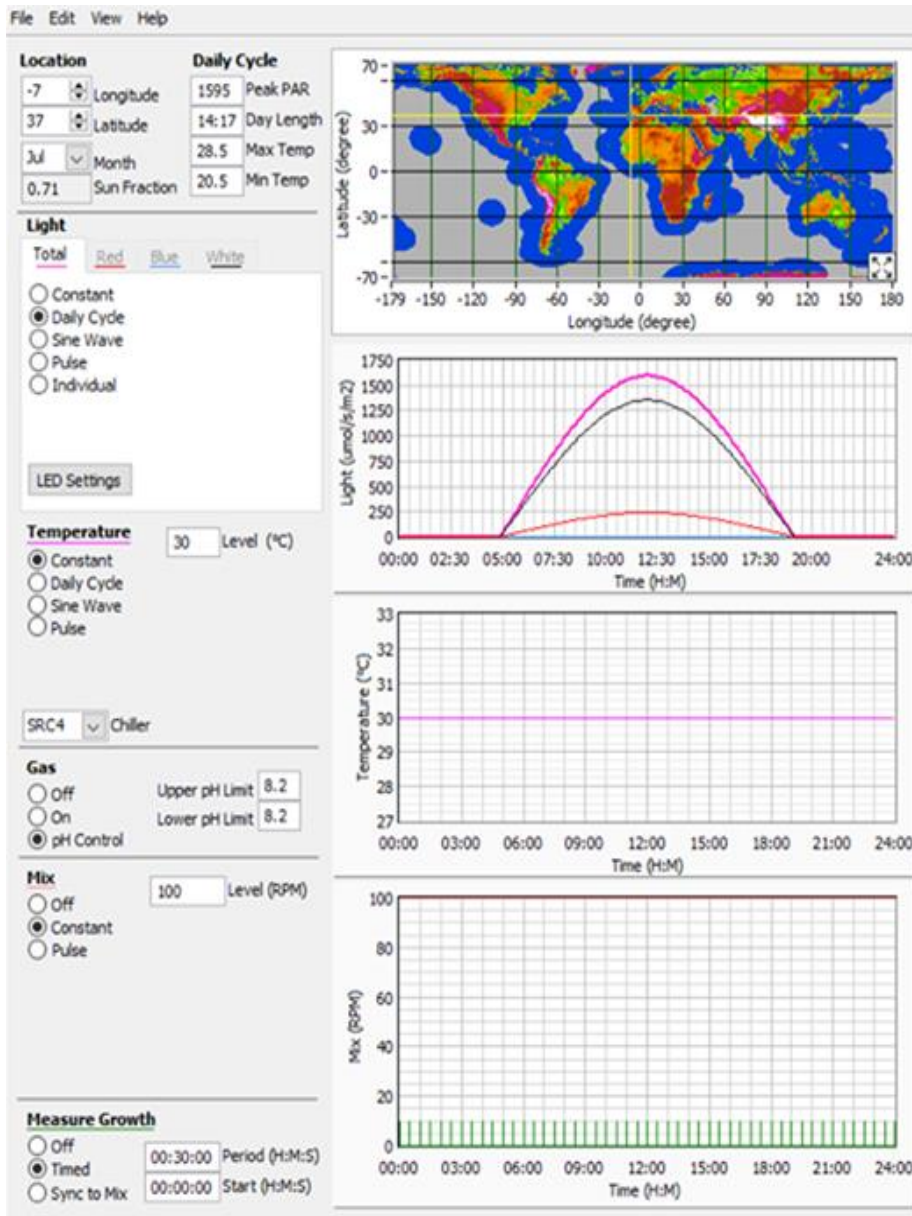 File Edit View Help
Location Daily Cycle
-7 Longitude 1595 Peak PAR
37 Latitude 14:17 Day Length
Jul Month 28.5 Max Temp
0.71 Sun Fraction 20.5 Min Temp
Light
Total Red Blue White
Constant
Daily Cycle
Sine Wave
Pulse
Individual
LED Settings
Temperature 30 Level (°C)
Constant
Daily Cycle
Sine Wave
Pulse
SRC4 Chiller
Gas
Off Upper pH Limit 8.2
On Lower pH Limit 8.2
pH Control
Mix 100 Level (RPM)
Off
Constant
Pulse
Measure Growth
Off 00:30:00 Period (H:M:S)
Timed 00:00:00 Start (H:M:S)
Sync to Mix
Latitude (degree)
70
30
0
-30
-70
-179 -150 -120 -90 -60 -30 0 30 60 90 120 150 180
Longitude (degree)
Light (umol/s/m2)
1750
1500
1250
1000
750
500
250
0
00:00 02:30 05:00 07:30 10:00 12:30 15:00 17:30 20:00 24:00
Time (H:M)
Temperature (°C)
33
32
31
30
29
28
27
00:00 03:00 06:00 09:00 12:00 15:00 18:00 21:00 24:00
Time (H:M)
Mix (RPM)
100
80
60
40
20
0
00:00 03:00 06:00 09:00 12:00 15:00 18:00 21:00 24:00
Time (H:M)